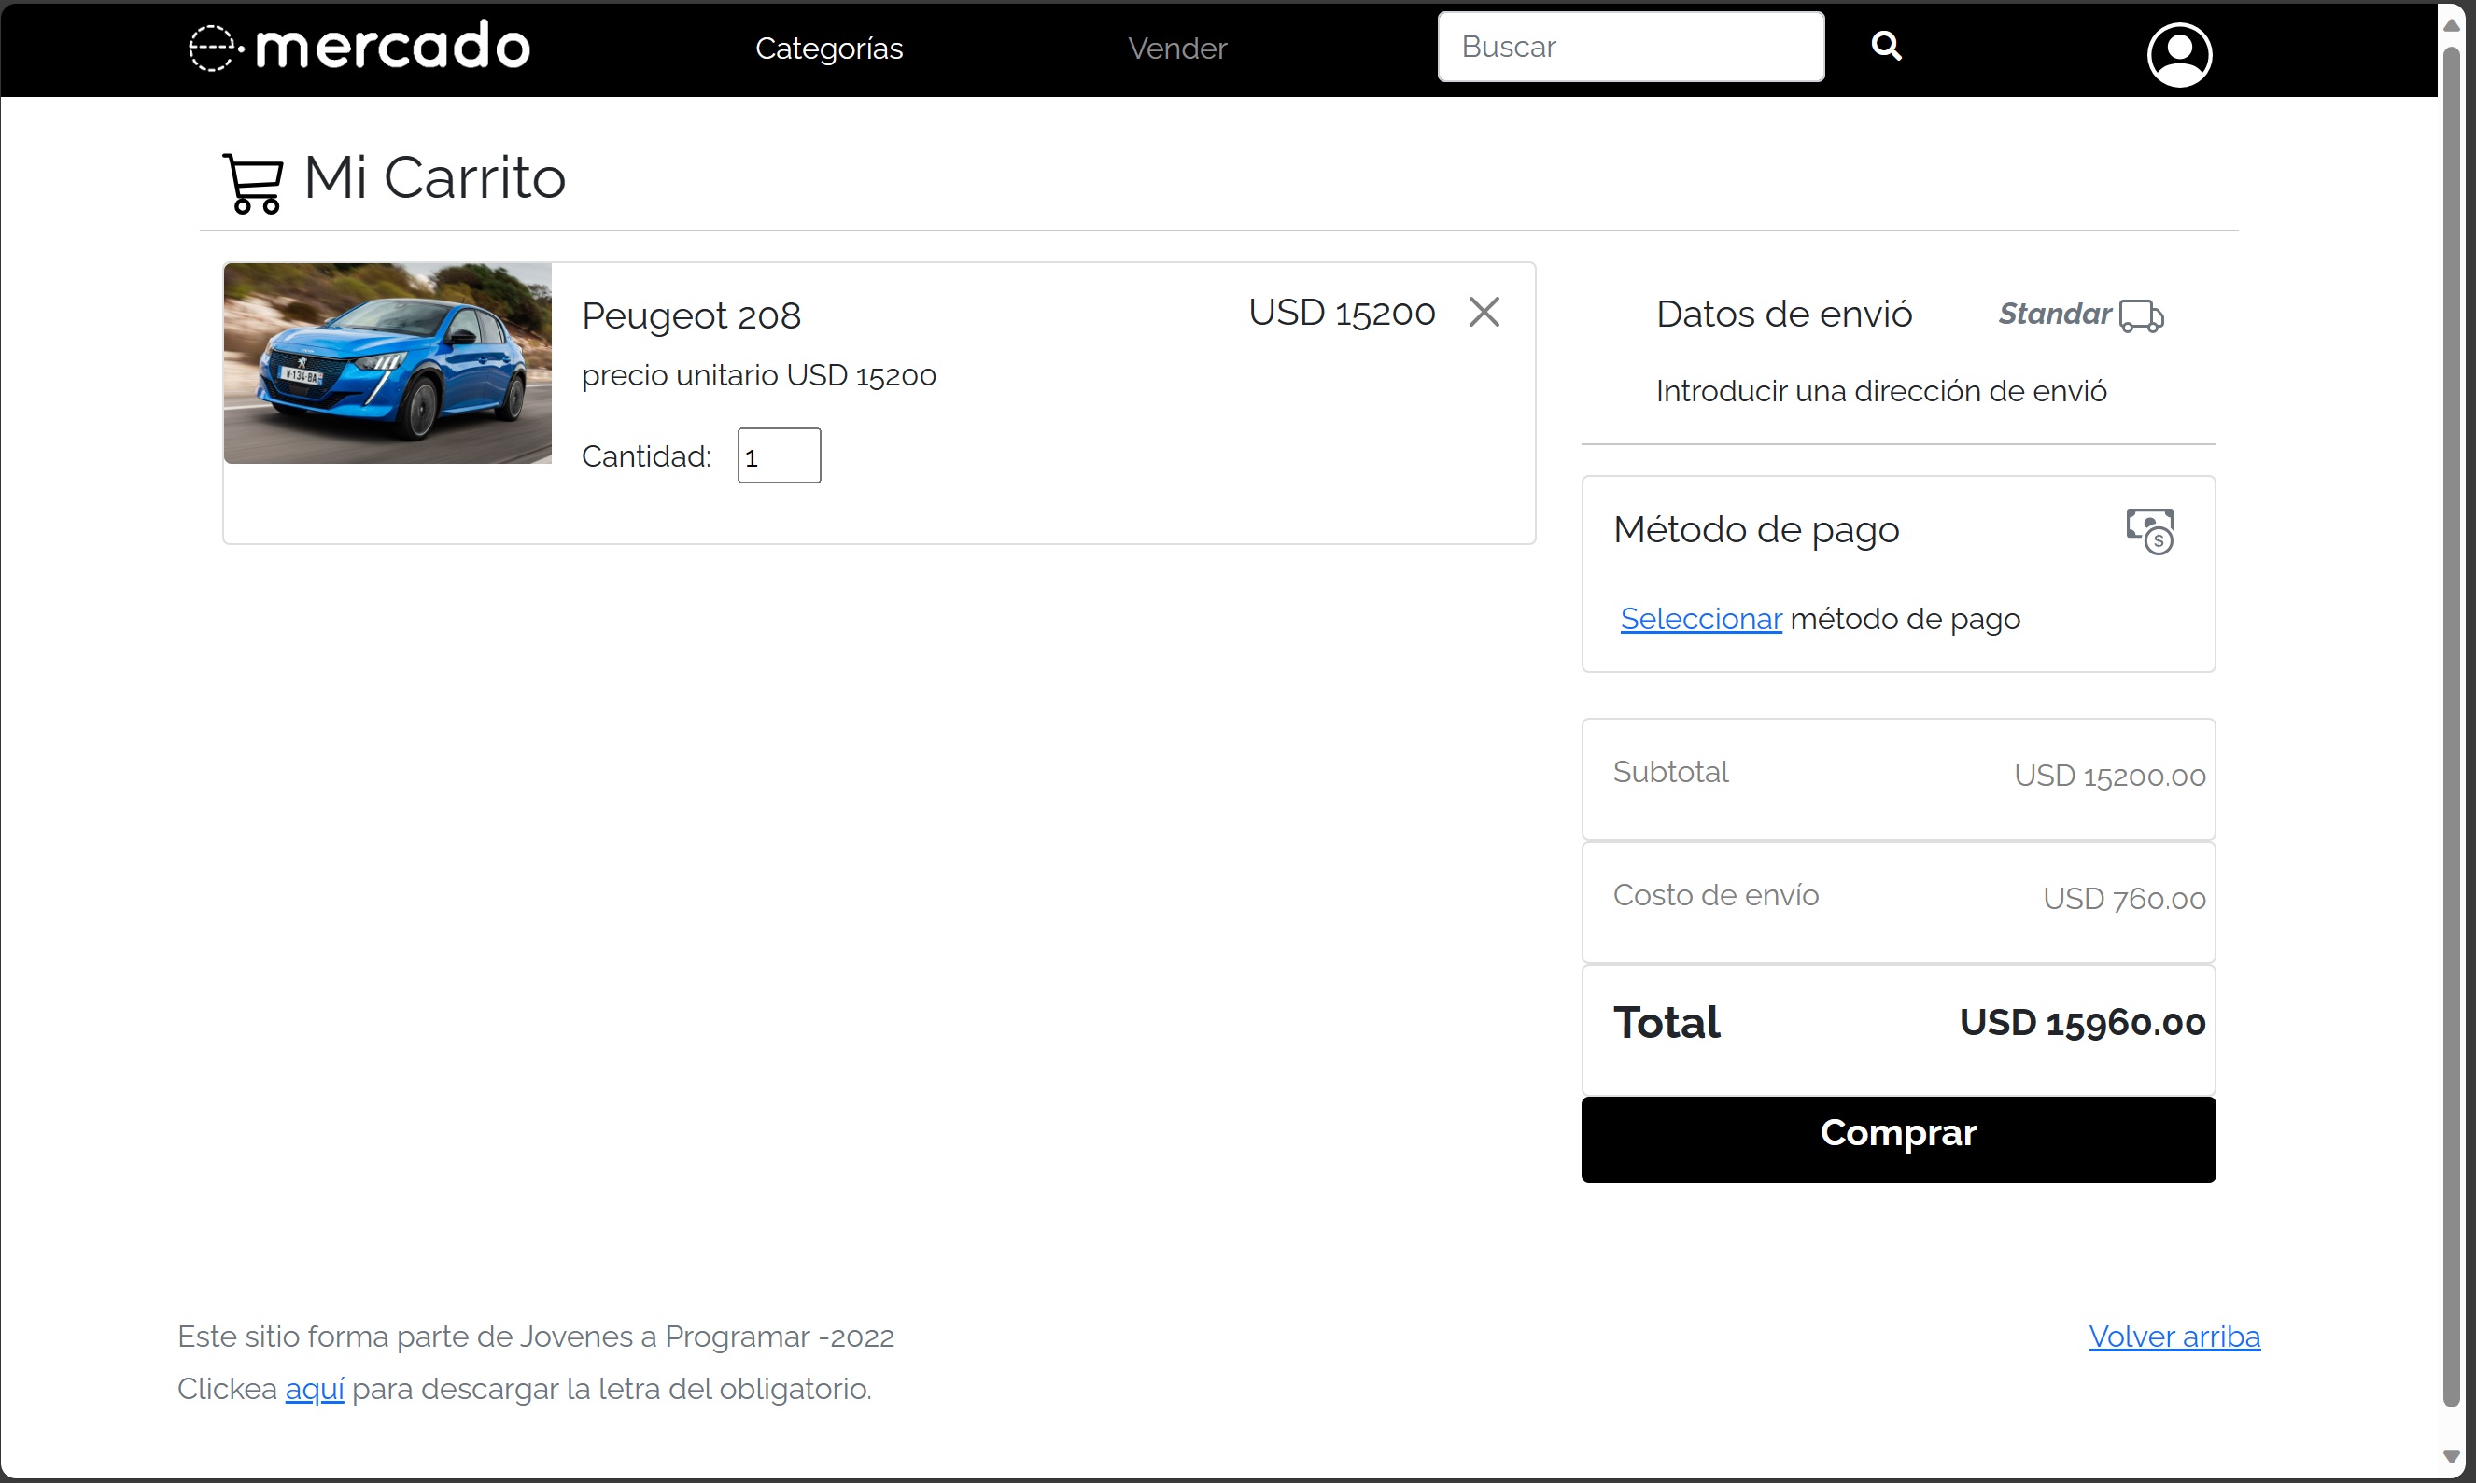 mercado
Categorías
Vender
Buscar
Mi Carrito
Peugeot 208
USD 15200
precio unitario USD 15200
Cantidad: 1
Datos de envió
Standar
Introducir una dirección de envió
Método de pago
Seleccionar método de pago
Subtotal
USD 15200.00
Costo de envío
USD 760.00
Total
USD 15960.00
Comprar
Este sitio forma parte de Jovenes a Programar -2022
Volver arriba
Clickea aquí para descargar la letra del obligatorio.